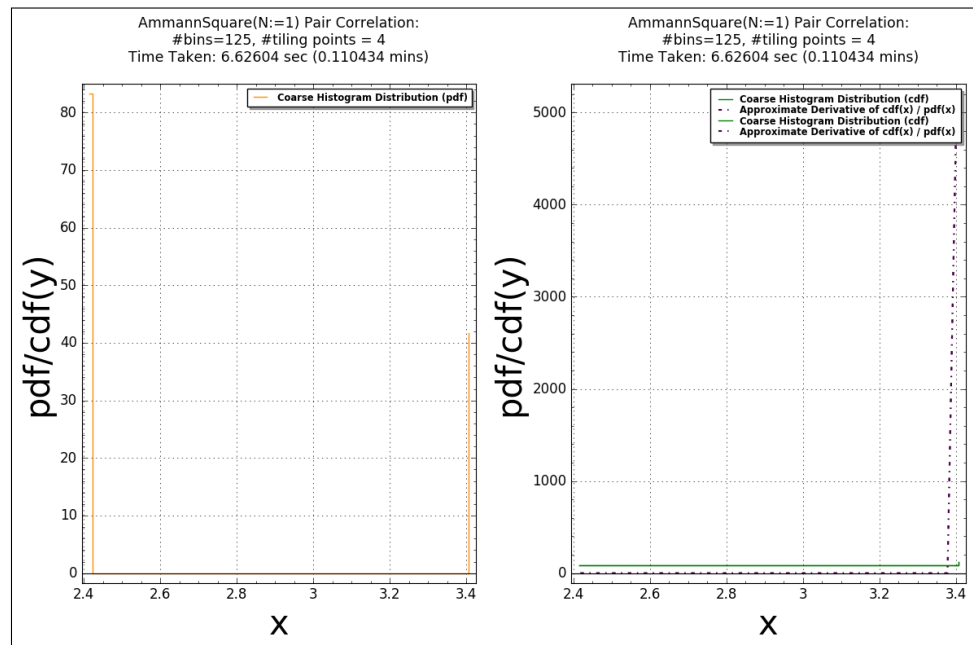 AmmannSquare(N:=1) Pair Correlation:
#bins=125, #tiling points = 4
Time Taken: 6.62604 sec (0.110434 mins)
Coarse Histogram Distribution (pdf)
80
70
60
50
40
30
20
10
0
pdf/cdf(y)
2.4 2.6 2.8 3 3.2 3.4
x
AmmannSquare(N:=1) Pair Correlation:
#bins=125, #tiling points = 4
Time Taken: 6.62604 sec (0.110434 mins)
Coarse Histogram Distribution (cdf)
Approximate Derivative of cdf(x) / pdf(x)
Coarse Histogram Distribution (cdf)
Approximate Derivative of cdf(x) / pdf(x)
5000
4000
3000
2000
1000
0
pdf/cdf(y)
2.4 2.6 2.8 3 3.2 3.4
x